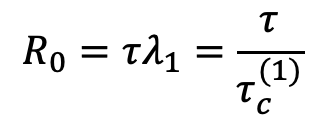 R₀ = τλ₁ = τ / τ_c^(1)